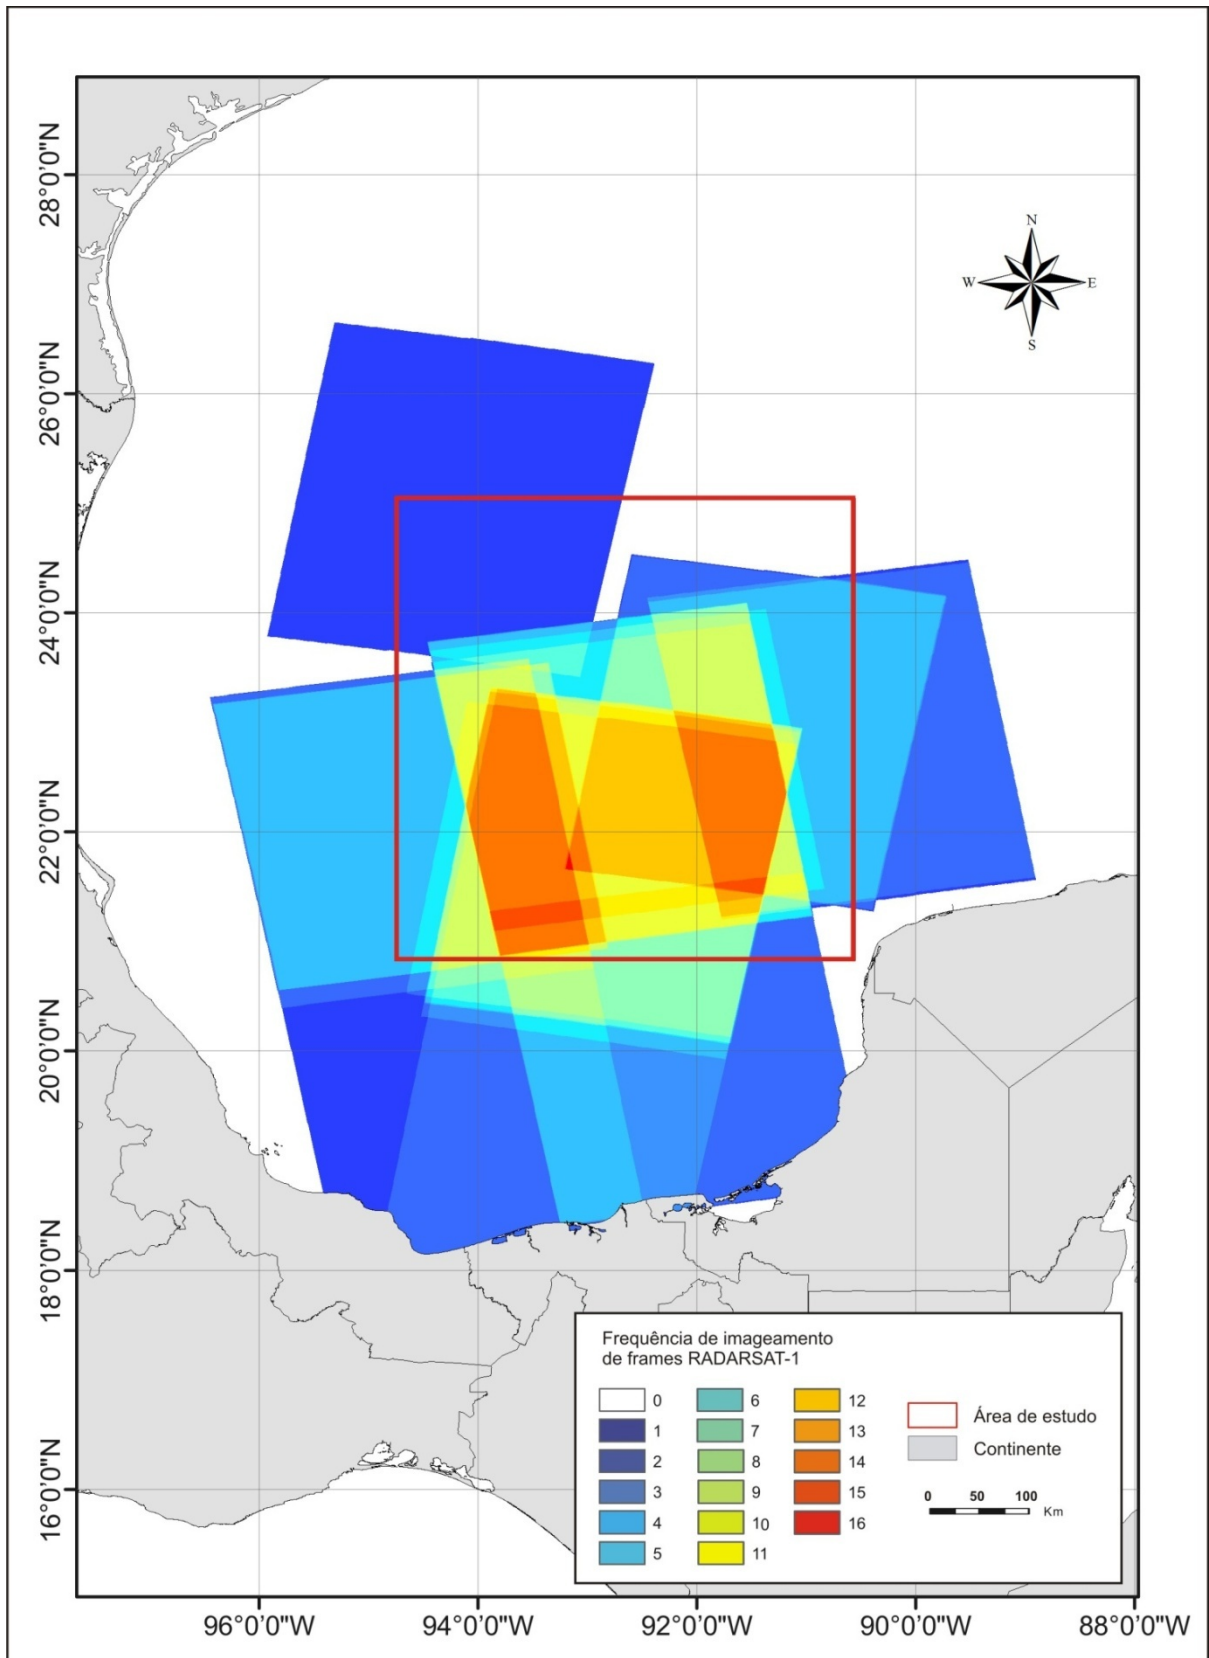 28°0'0"N
26°0'0"N
24°0'0"N
22°0'0"N
20°0'0"N
18°0'0"N
16°0'0"N
N
W E
S
Frequência de imageamento
de frames RADARSAT-1
0 6 12
1 7 13
2 8 14
3 9 15
4 10 16
5 11
Área de estudo
Continente
0 50 100
Km
96°0'0"W 94°0'0"W 92°0'0"W 90°0'0"W 88°0'0"W